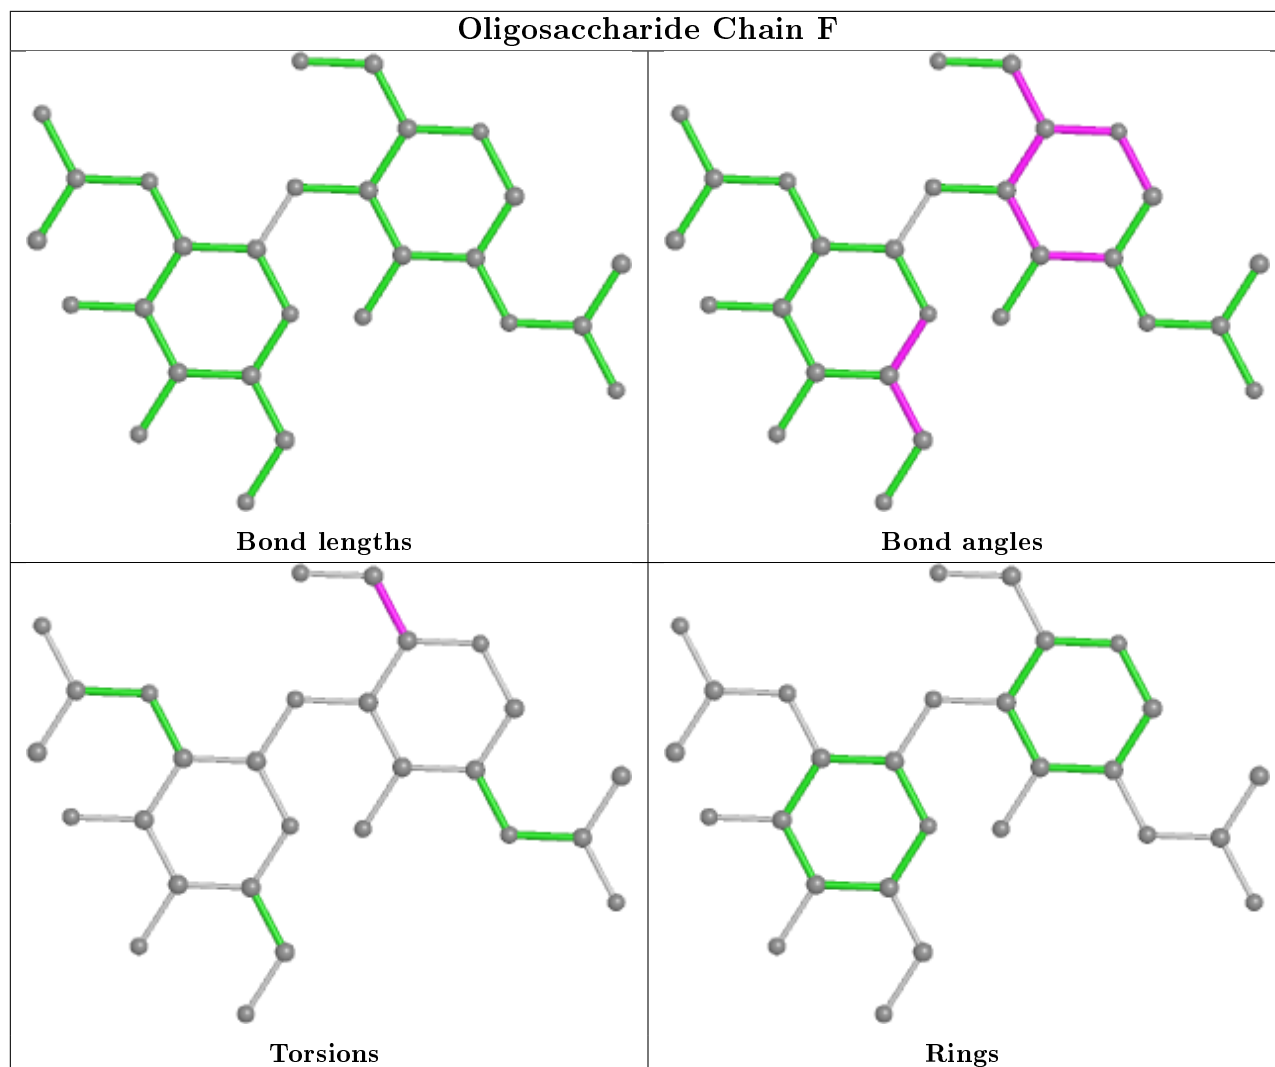 Oligosaccharide Chain F
Bond lengths
Bond angles
Torsions
Rings